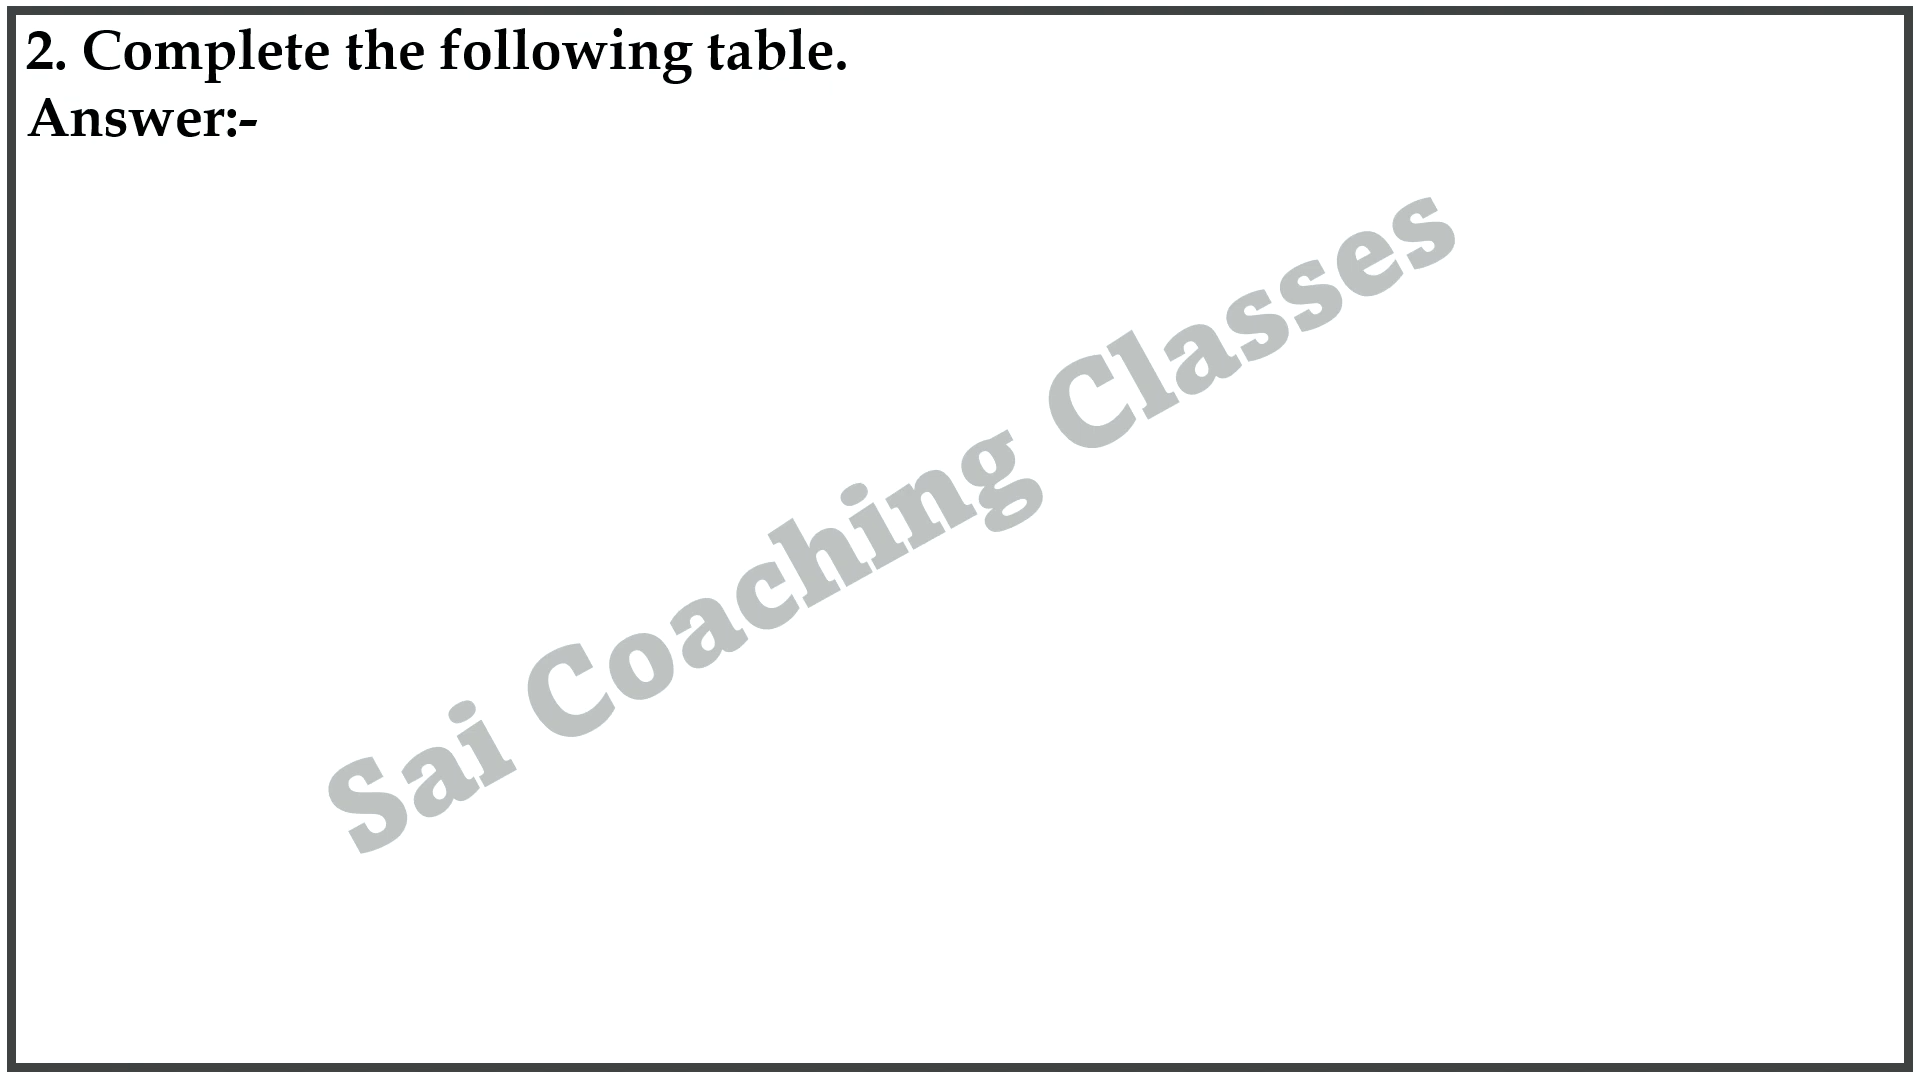 2. Complete the following table.
Answer:-
Sai Coaching Classes